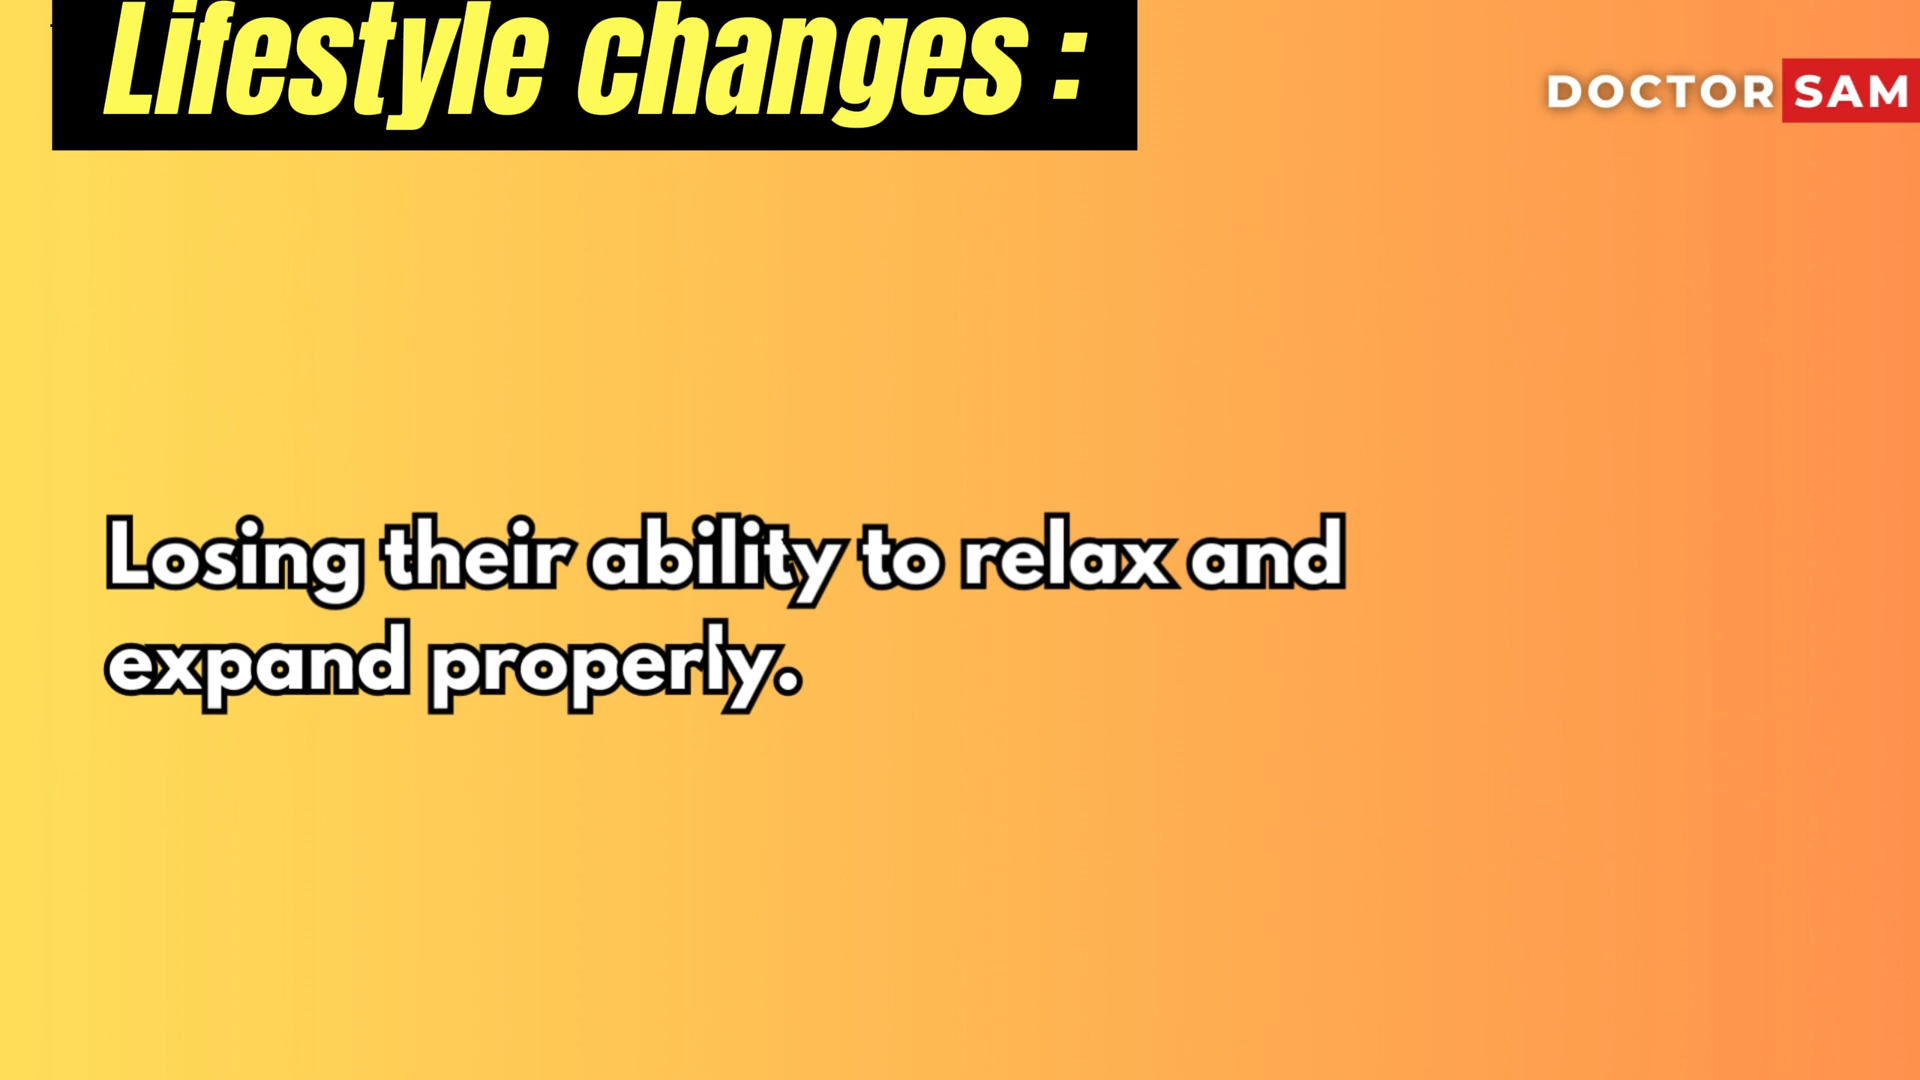 Lifestyle changes :
DOCTOR SAM
Losing their ability to relax and
expand properly.